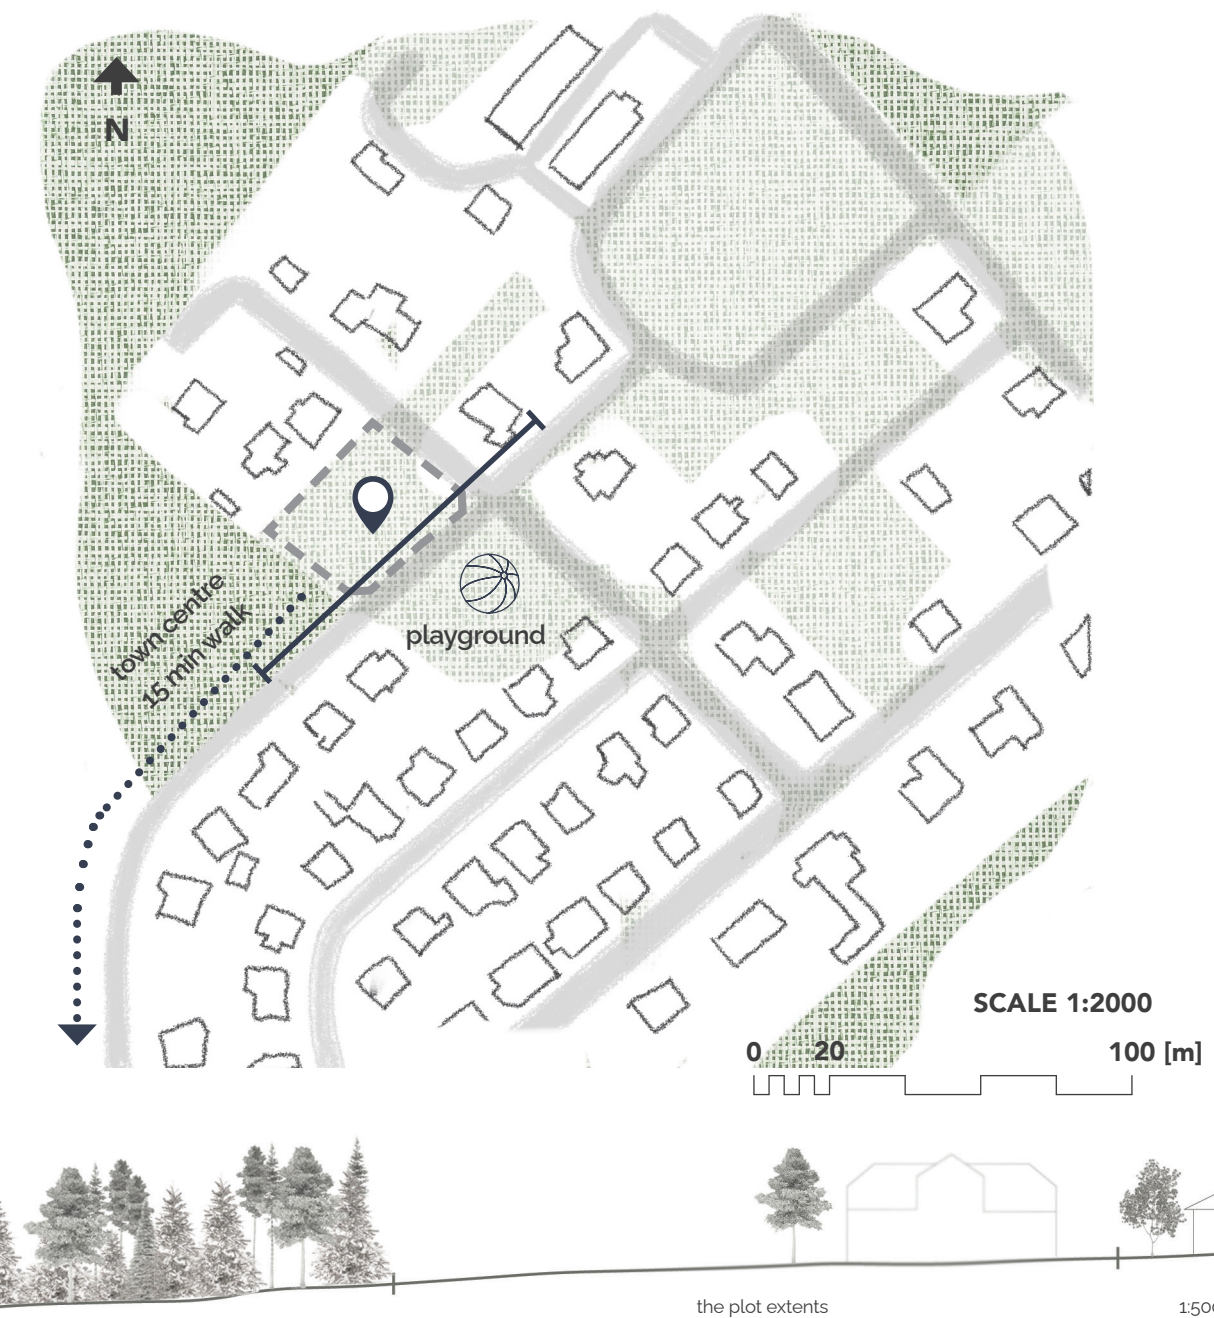 N
town centre
15 min walk
playground
SCALE 1:2000
0 20 100 [m]
the plot extents